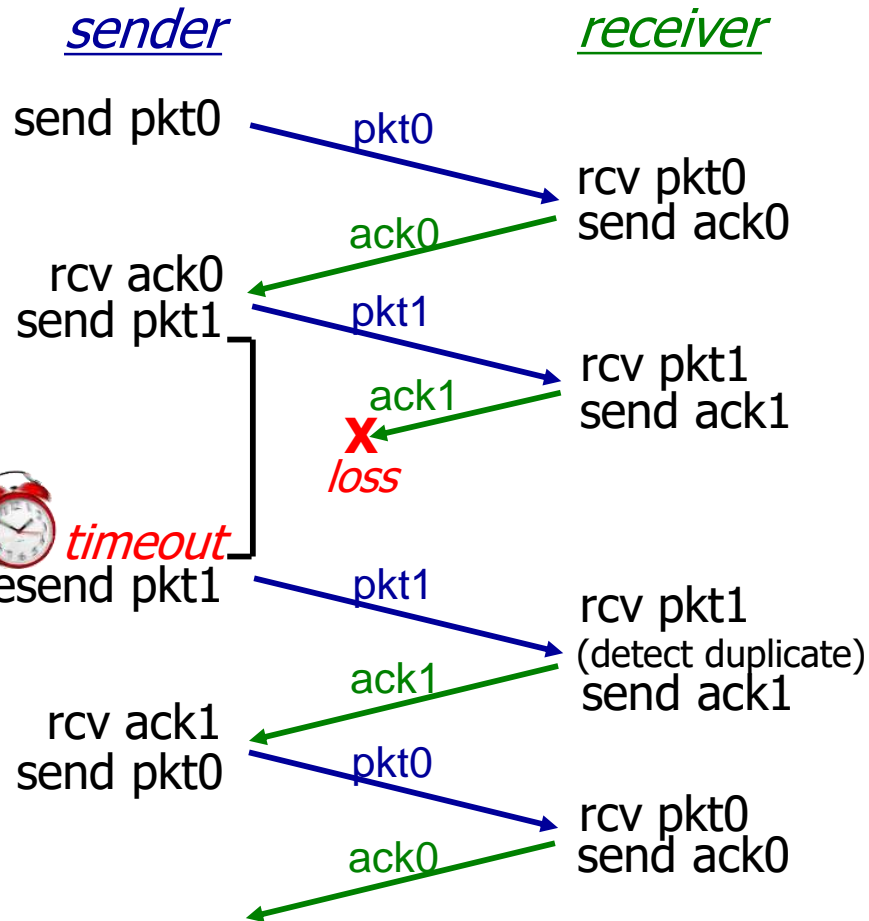 sender
receiver
send pkt0
pkt0
rcv pkt0
send ack0
ack0
rcv ack0
send pkt1
pkt1
rcv pkt1
send ack1
ack1
X
loss
timeout
esend pkt1
pkt1
rcv pkt1
(detect duplicate)
send ack1
ack1
rcv ack1
send pkt0
pkt0
rcv pkt0
send ack0
ack0